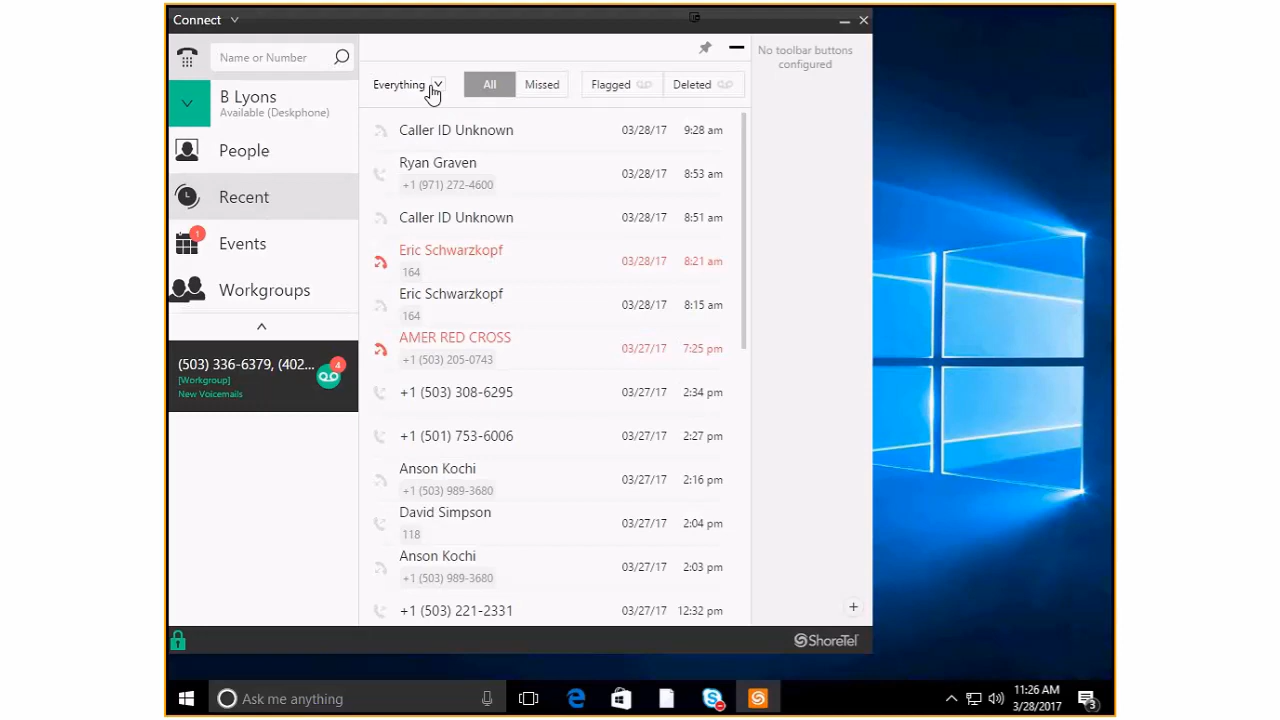 Connect
Name or Number
B Lyons
Available (Deskphone)
People
Recent
1
Events
Workgroups
(503) 336-6379, (402...
4
[Workgroup]
New Voicemails
Everything
All
Missed
Flagged
Deleted
Caller ID Unknown 03/28/17 9:28 am
Ryan Graven
+1 (971) 272-4600
03/28/17 8:53 am
Caller ID Unknown 03/28/17 8:51 am
Eric Schwarzkopf
164
03/28/17 8:21 am
Eric Schwarzkopf
164
03/28/17 8:15 am
AMER RED CROSS
+1 (503) 205-0743
03/27/17 7:25 pm
+1 (503) 308-6295 03/27/17 2:34 pm
+1 (501) 753-6006 03/27/17 2:27 pm
Anson Kochi
+1 (503) 989-3680
03/27/17 2:16 pm
David Simpson
118
03/27/17 2:04 pm
Anson Kochi
+1 (503) 989-3680
03/27/17 2:03 pm
+1 (503) 221-2331 03/27/17 12:32 pm
No toolbar buttons
configured
+
ShoreTel
Ask me anything
11:26 AM
3/28/2017
3